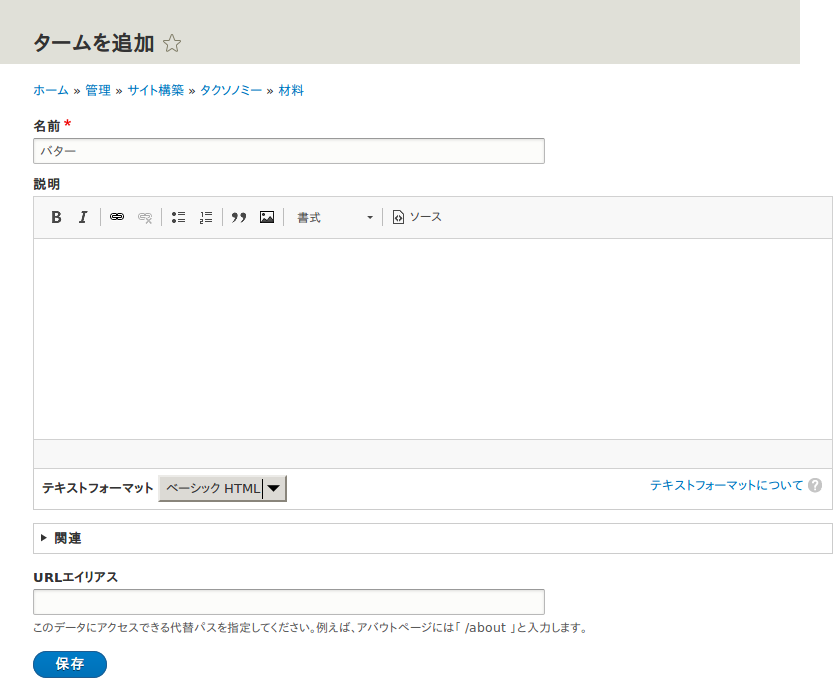 タームを追加
ホーム » 管理 » サイト構築 » タクソノミー » 材料
名前 *
バター
説明
B I 書式 ソース
テキストフォーマット ベーシック HTML テキストフォーマットについて ?
関連
URLエイリアス
このデータにアクセスできる代替パスを指定してください。例えば、アバウトページには「 /about 」と入力します。
保存